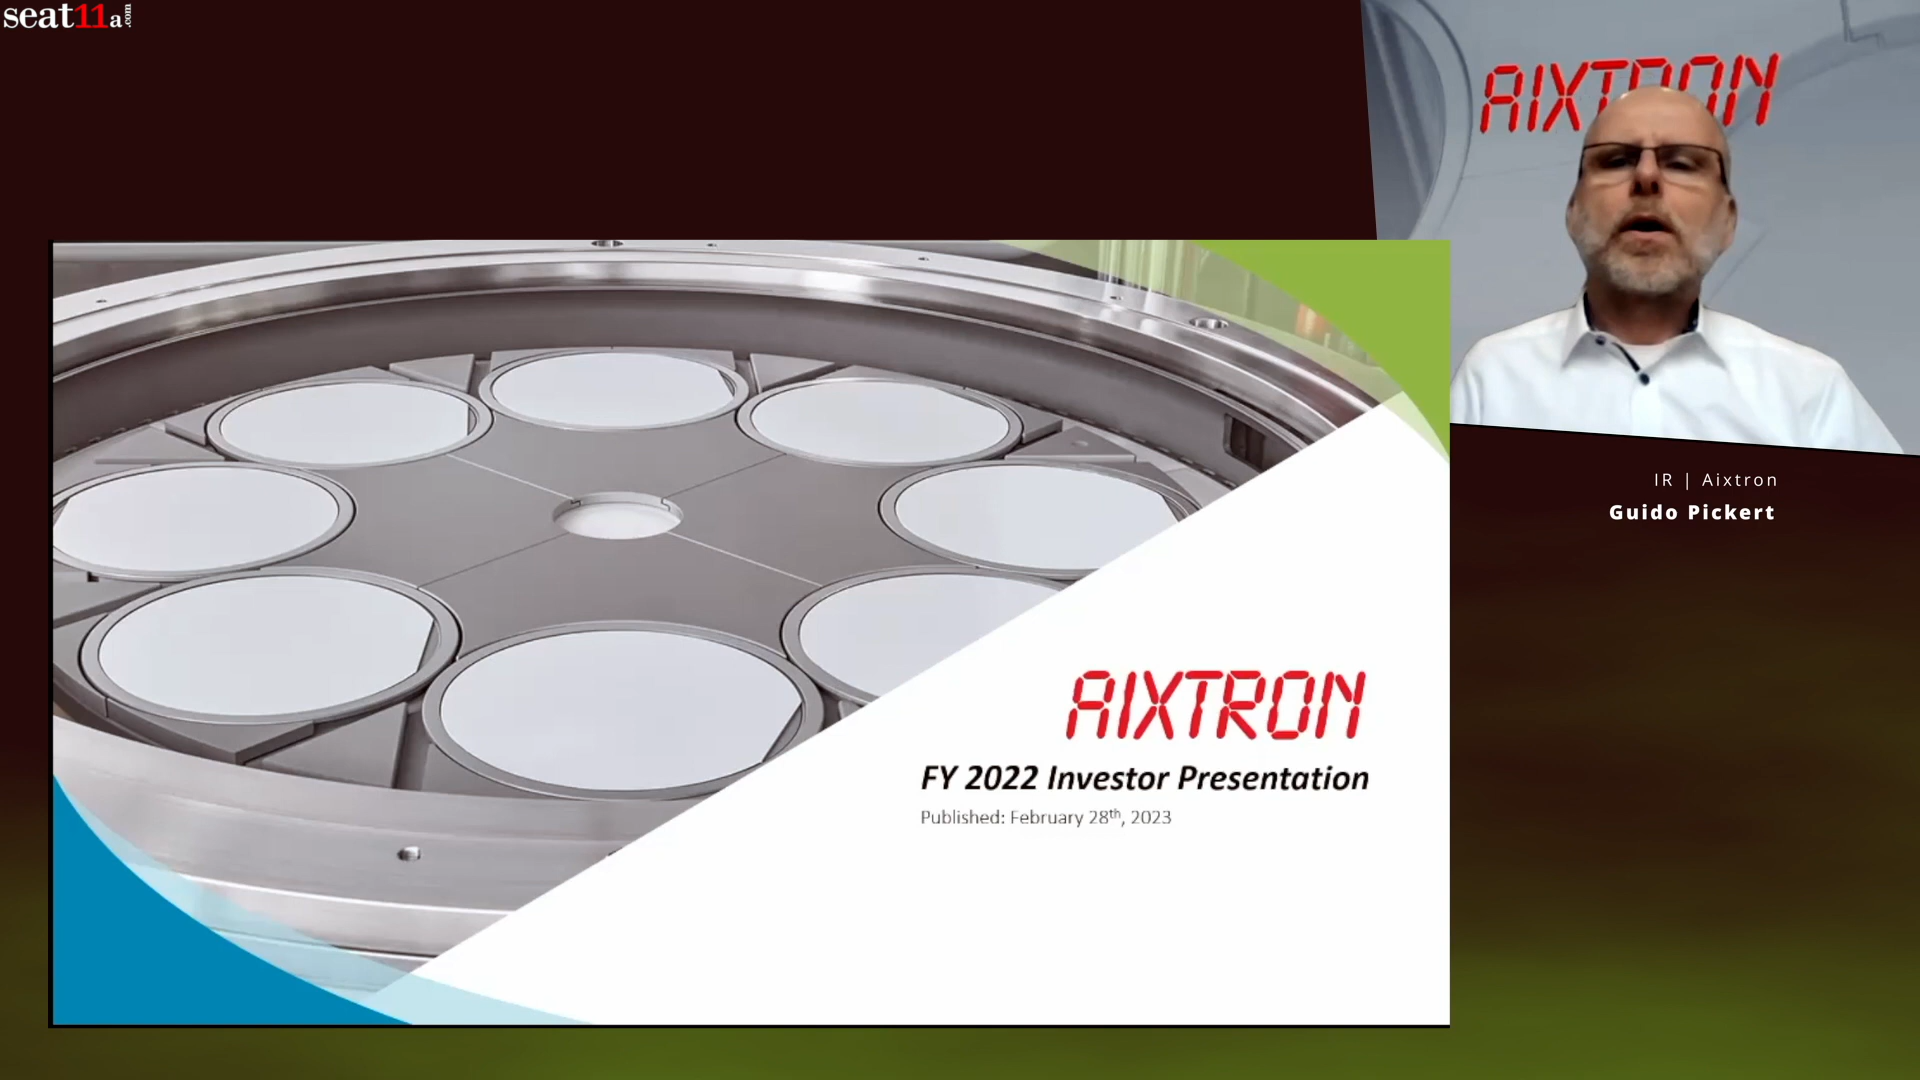 seat11a.com
AIXTRON
IR | Aixtron
Guido Pickert
AIXTRON
FY 2022 Investor Presentation
Published: February 28th, 2023